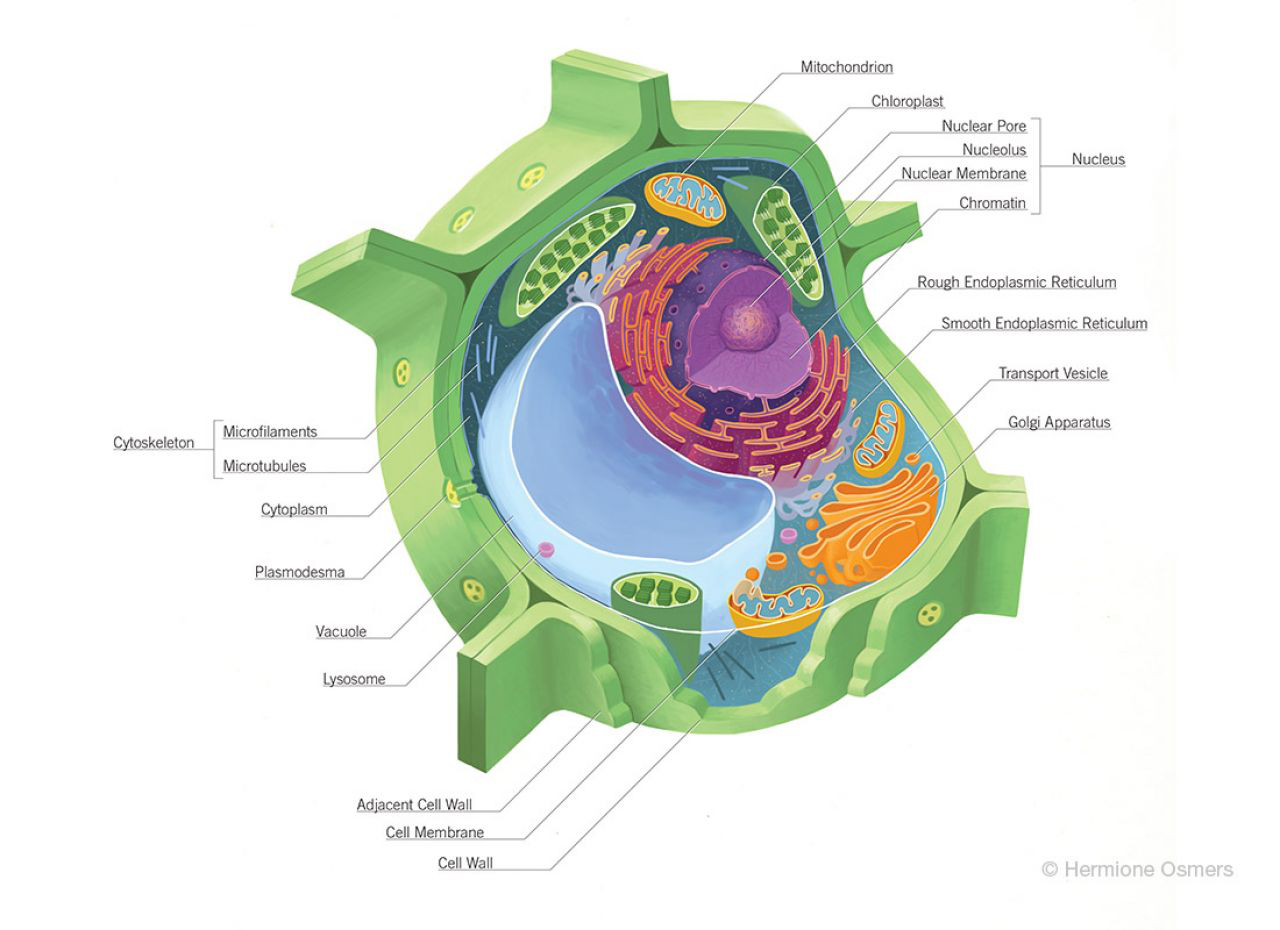 Mitochondrion
Chloroplast
Nuclear Pore
Nucleolus
Nucleus
Nuclear Membrane
Chromatin
Rough Endoplasmic Reticulum
Smooth Endoplasmic Reticulum
Transport Vesicle
Golgi Apparatus
Cytoskeleton
Microfilaments
Microtubules
Cytoplasm
Plasmodesma
Vacuole
Lysosome
Adjacent Cell Wall
Cell Membrane
Cell Wall
© Hermione Osmers